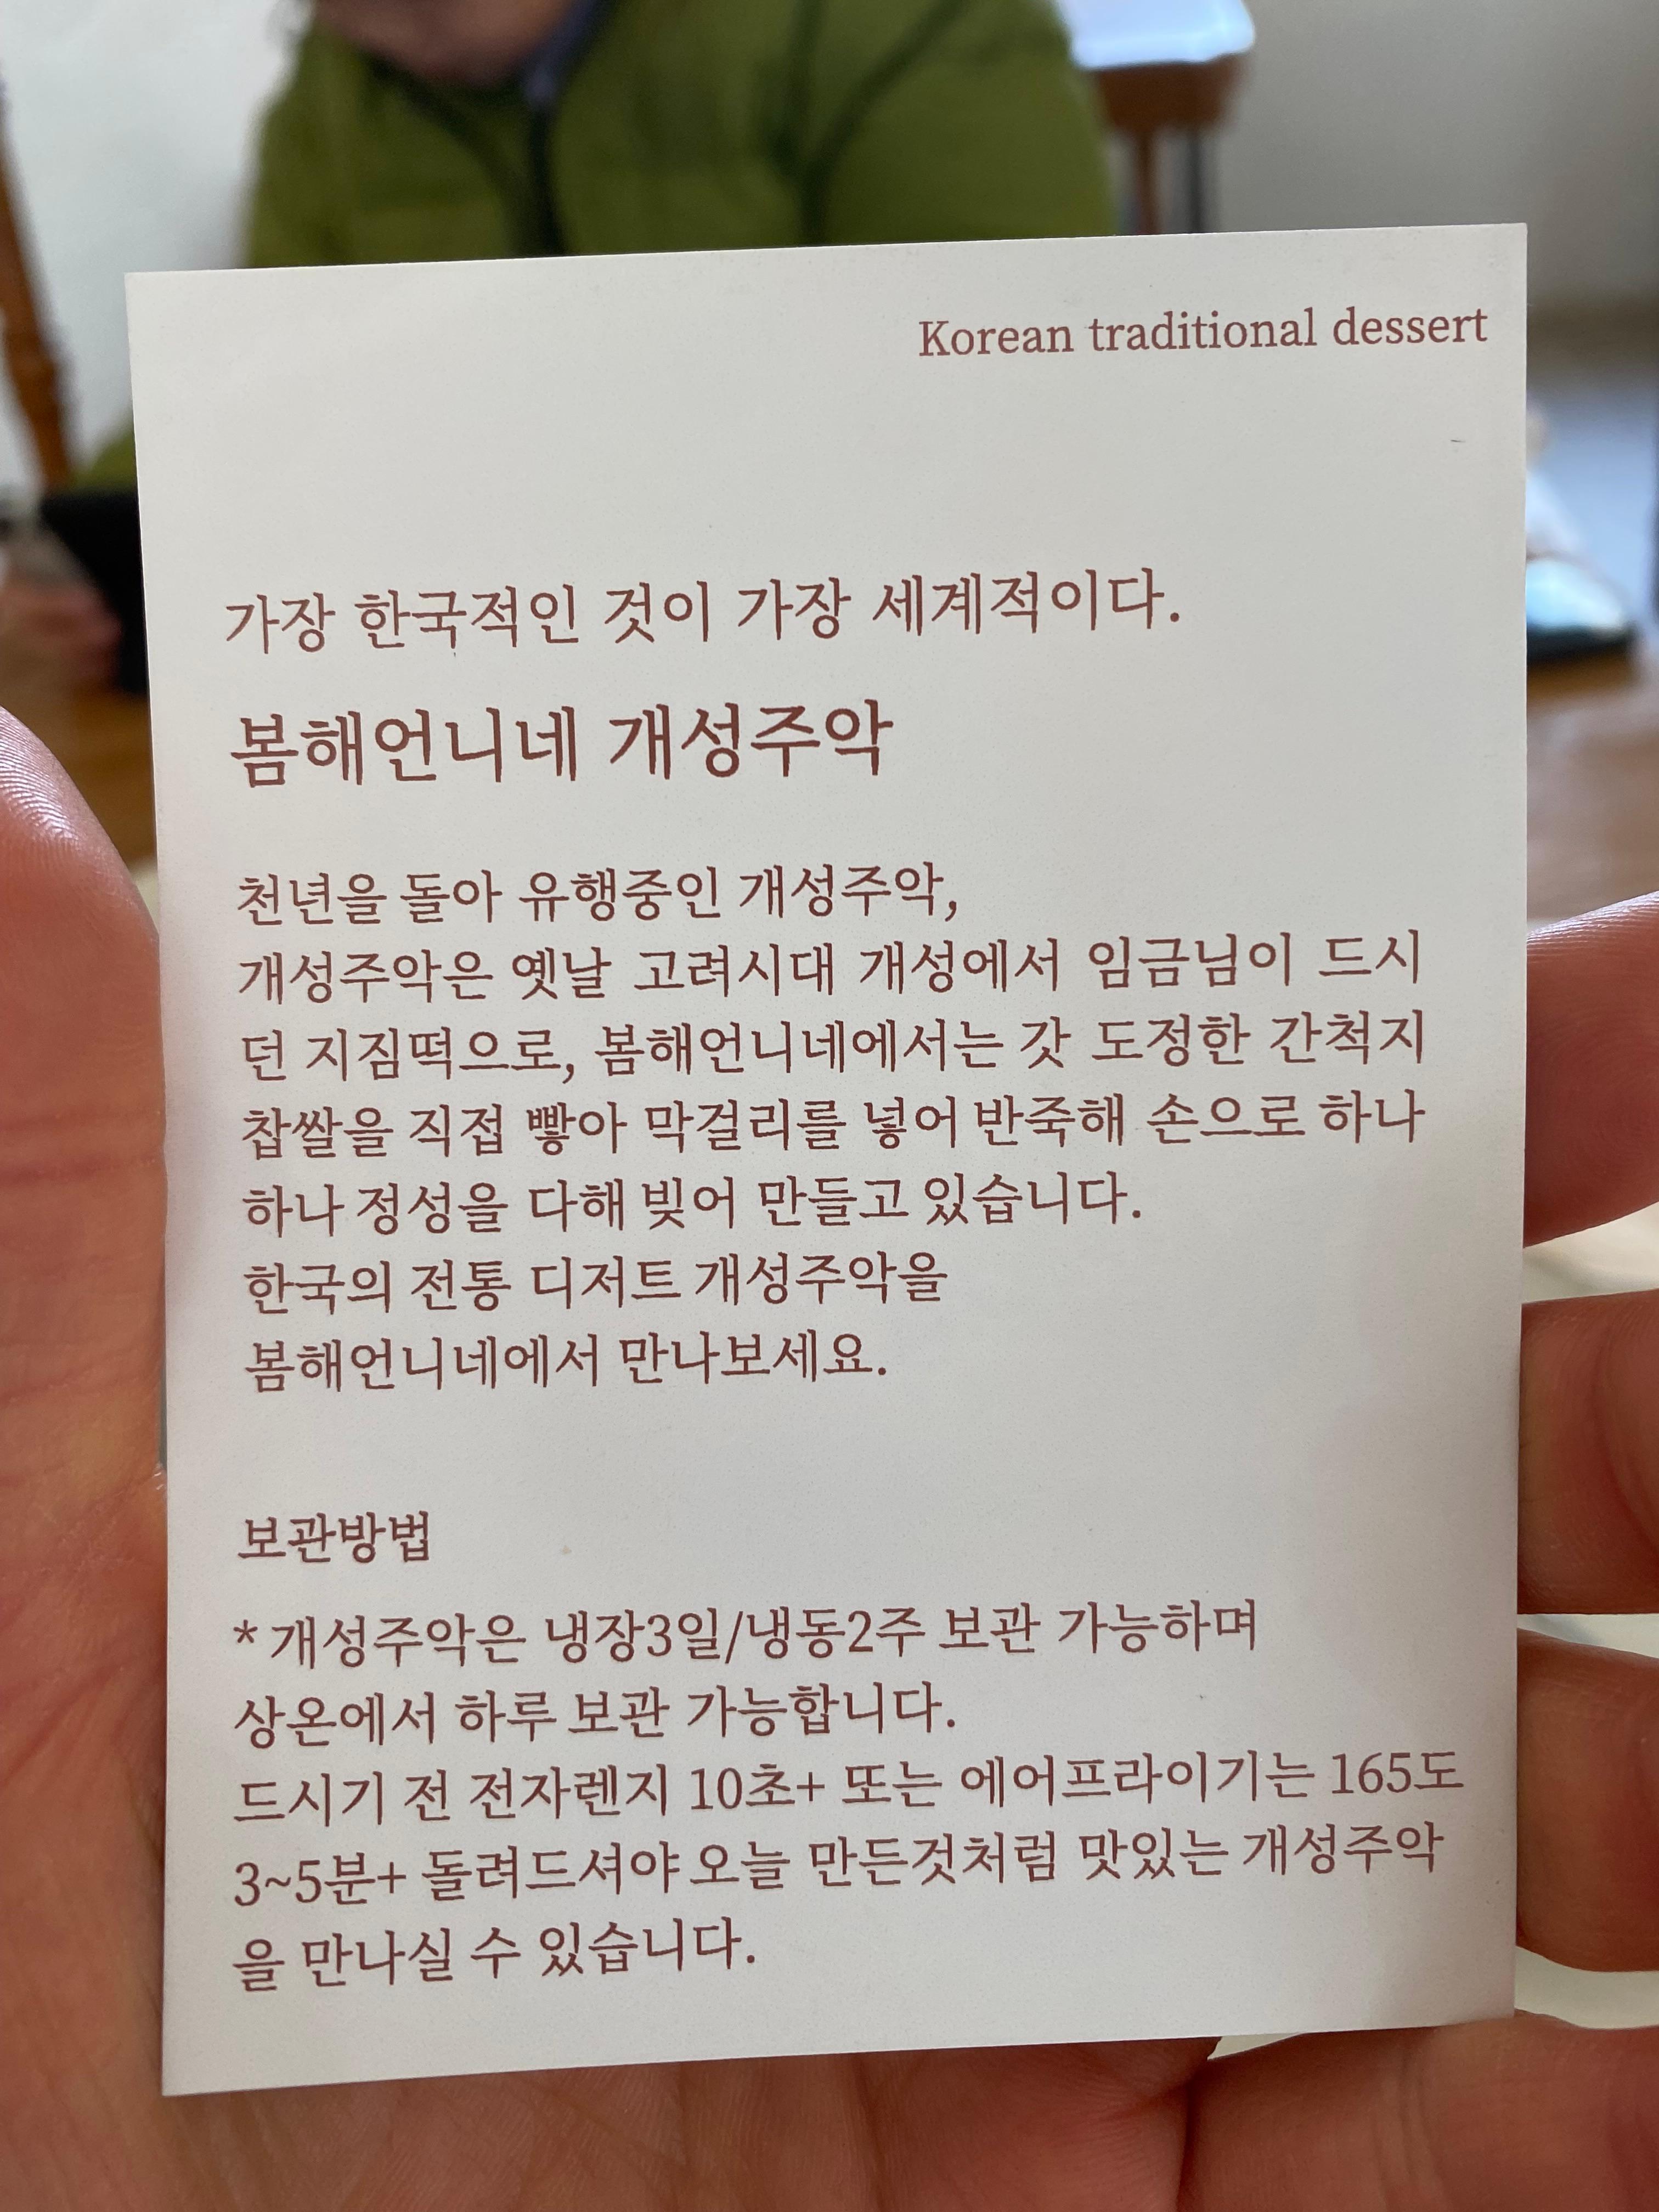 Korean traditional dessert
가장 한국적인 것이 가장 세계적이다.
봄해언니네 개성주악
천년을 돌아 유행중인 개성주악,
개성주악은 옛날 고려시대 개성에서 임금님이 드시
던 지짐떡으로, 봄해언니네에서는 갓 도정한 간척지
찹쌀을 직접 빻아 막걸리를 넣어 반죽해 손으로 하나
하나 정성을 다해 빚어 만들고 있습니다.
한국의 전통 디저트 개성주악을
봄해언니네에서 만나보세요.
보관방법
* 개성주악은 냉장3일/냉동2주 보관 가능하며
상온에서 하루 보관 가능합니다.
드시기 전 전자렌지 10초+ 또는 에어프라이기는 165도
3~5분+ 돌려드셔야 오늘 만든것처럼 맛있는 개성주악
을 만나실 수 있습니다.